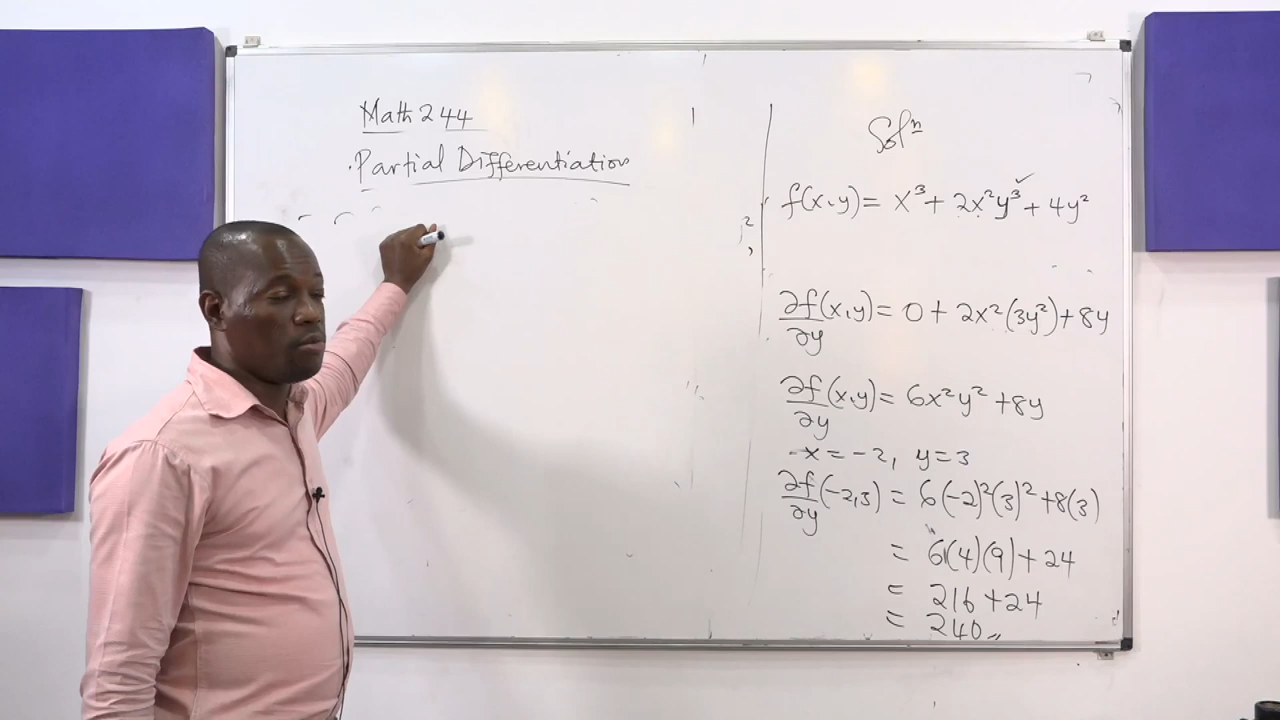 Math 244
.Partial Differentiation
Solⁿ
f(x,y) = x³ + 2x²y³ + 4y²
∂f/∂y (x,y) = 0 + 2x²(3y²) + 8y
∂f/∂y (x,y) = 6x²y² + 8y
x = -2, y = 3
∂f/∂y (-2,3) = 6(-2)²(3)² + 8(3)
= 6(4)(9) + 24
= 216 + 24
= 240